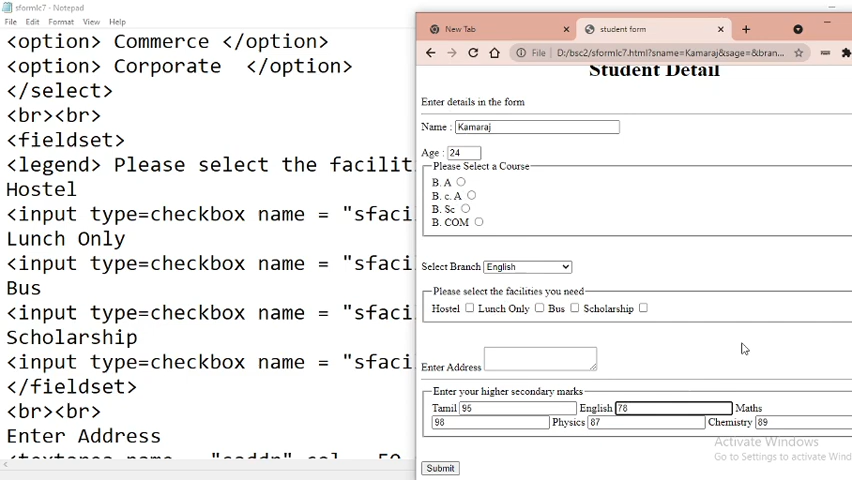 sformlc7 - Notepad
File Edit Format View Help
<option> Commerce </option>
<option> Corporate </option>
</select>
<br><br>
<fieldset>
<legend> Please select the facilit
Hostel
<input type=checkbox name = "sfaci
Lunch Only
<input type=checkbox name = "sfaci
Bus
<input type=checkbox name = "sfaci
Scholarship
<input type=checkbox name = "sfaci
</fieldset>
<br><br>
Enter Address
New Tab
student form
File D:/bsc2/sformlc7.html?sname=Kamaraj&sage=&bran...
Student Detail
Enter details in the form
Name : Kamaraj
Age : 24
Please Select a Course
B. A
B. c. A
B. Sc
B. COM
Select Branch English
Please select the facilities you need
Hostel Lunch Only Bus Scholarship
Enter Address
Enter your higher secondary marks
Tamil 95 English 78 Maths
98 Physics 87 Chemistry 89
Submit
Activate Windows
Go to Settings to activate Wind